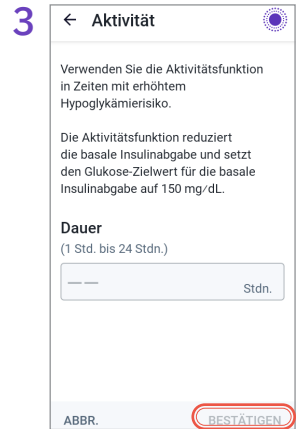 3
← Aktivität
Verwenden Sie die Aktivitätsfunktion
in Zeiten mit erhöhtem
Hypoglykämierisiko.
Die Aktivitätsfunktion reduziert
die basale Insulinabgabe und setzt
den Glukose-Zielwert für die basale
Insulinabgabe auf 150 mg/dL.
Dauer
(1 Std. bis 24 Stdn.)
— — Stdn.
ABBR. BESTÄTIGEN